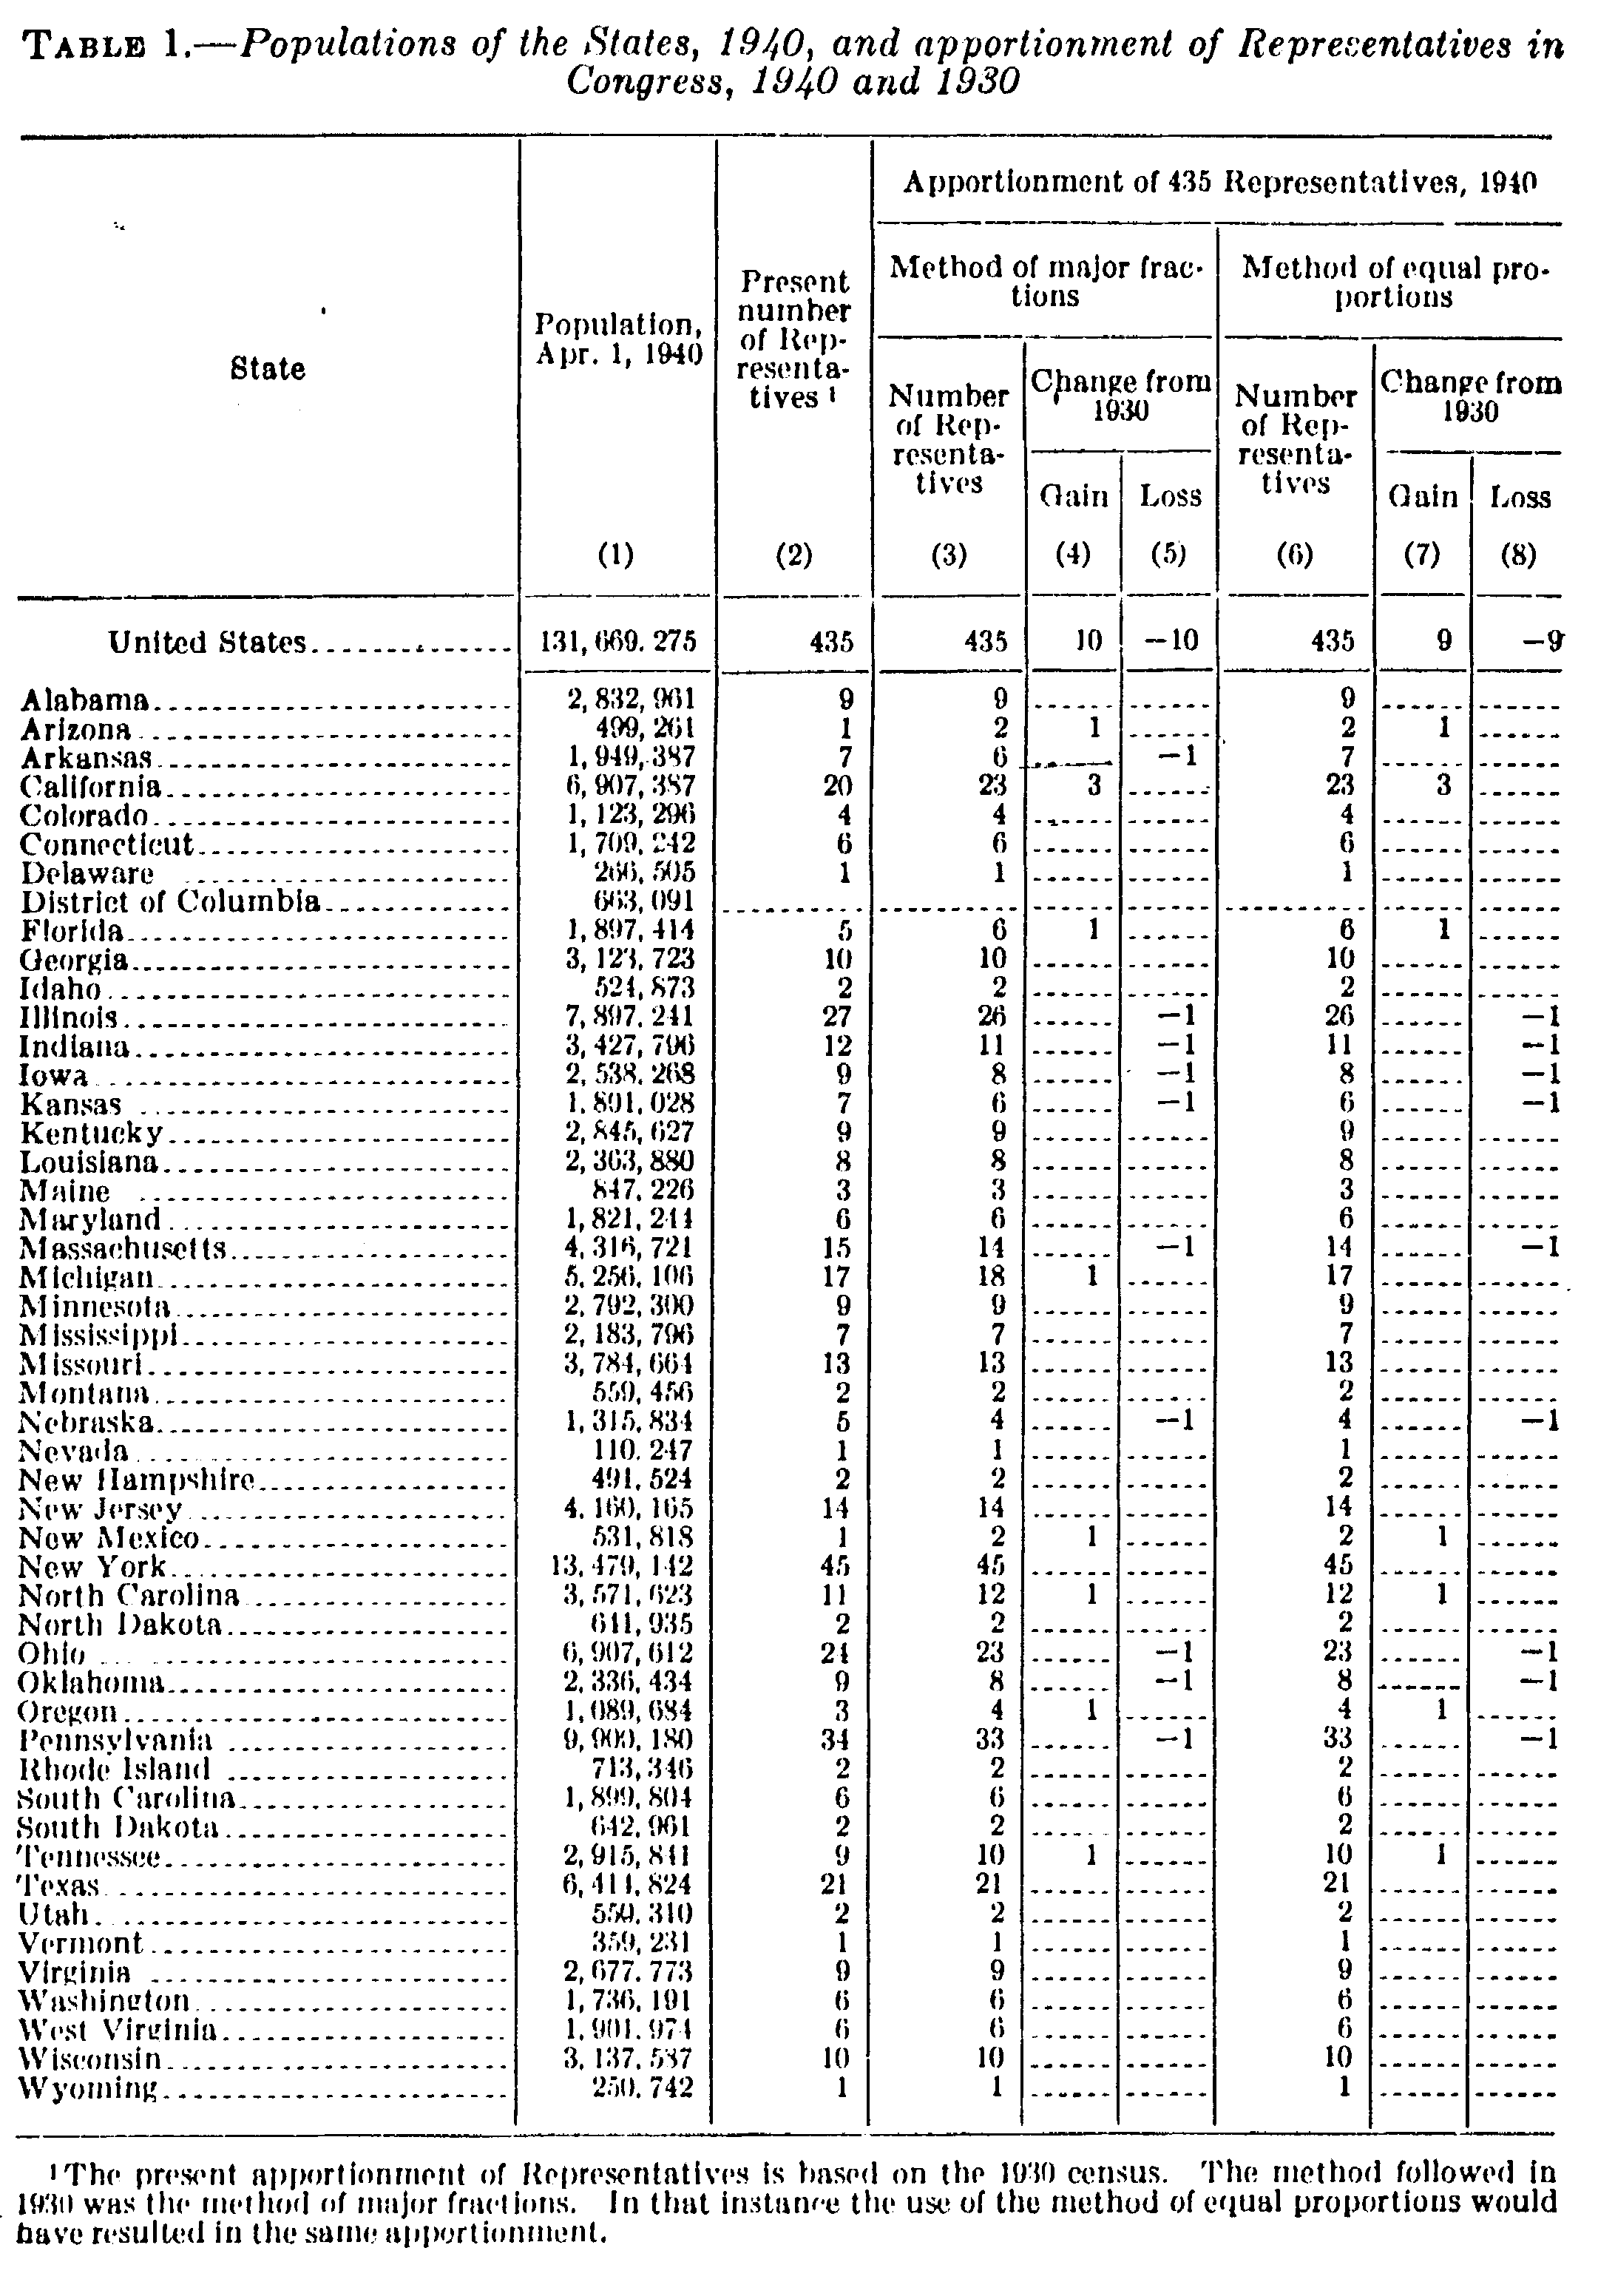 TABLE 1.—Populations of the States, 1940, and apportionment of Representatives in
Congress, 1940 and 1930
State
Population, Apr. 1, 1940
(1)
Present number of Rep-resenta-tives 1
(2)
Apportionment of 435 Representatives, 1940
Method of major frac-
tions
Method of equal pro-
portions
Number of Rep-resenta-tives
(3)
Change from 1930
Gain
(4)
Loss
(5)
Number of Rep-resenta-tives
(6)
Change from 1930
Gain
(7)
Loss
(8)
United States 131,669,275 435 435 10 −10 435 9 −9
Alabama 2,832,961 9 9 9
Arizona 499,261 1 2 1 2 1
Arkansas 1,949,387 7 6 −1 7
California 6,907,387 20 23 3 23 3
Colorado 1,123,296 4 4 4
Connecticut 1,709,242 6 6 6
Delaware 266,505 1 1 1
District of Columbia 663,091
Florida 1,897,414 5 6 1 6 1
Georgia 3,123,723 10 10 10
Idaho 524,873 2 2 2
Illinois 7,897,241 27 26 −1 26 −1
Indiana 3,427,796 12 11 −1 11 −1
Iowa 2,538,268 9 8 −1 8 −1
Kansas 1,801,028 7 6 −1 6 −1
Kentucky 2,845,627 9 9 9
Louisiana 2,363,880 8 8 8
Maine 847,226 3 3 3
Maryland 1,821,244 6 6 6
Massachusetts 4,316,721 15 14 −1 14 −1
Michigan 5,256,106 17 18 1 17
Minnesota 2,792,300 9 9 9
Mississippi 2,183,796 7 7 7
Missouri 3,784,664 13 13 13
Montana 559,456 2 2 2
Nebraska 1,315,834 5 4 −1 4 −1
Nevada 110,247 1 1 1
New Hampshire 491,524 2 2 2
New Jersey 4,160,165 14 14 14
New Mexico 531,818 1 2 1 2 1
New York 13,479,142 45 45 45
North Carolina 3,571,623 11 12 1 12 1
North Dakota 641,935 2 2 2
Ohio 6,907,612 24 23 −1 23 −1
Oklahoma 2,336,434 9 8 −1 8 −1
Oregon 1,089,684 3 4 1 4 1
Pennsylvania 9,900,180 34 33 −1 33 −1
Rhode Island 713,346 2 2 2
South Carolina 1,899,804 6 6 6
South Dakota 642,961 2 2 2
Tennessee 2,915,841 9 10 1 10 1
Texas 6,414,824 21 21 21
Utah 550,310 2 2 2
Vermont 359,231 1 1 1
Virginia 2,677,773 9 9 9
Washington 1,736,191 6 6 6
West Virginia 1,901,974 6 6 6
Wisconsin 3,137,587 10 10 10
Wyoming 250,742 1 1 1
1 The present apportionment of Representatives is based on the 1930 census. The method followed in
1930 was the method of major fractions. In that instance the use of the method of equal proportions would
have resulted in the same apportionment.